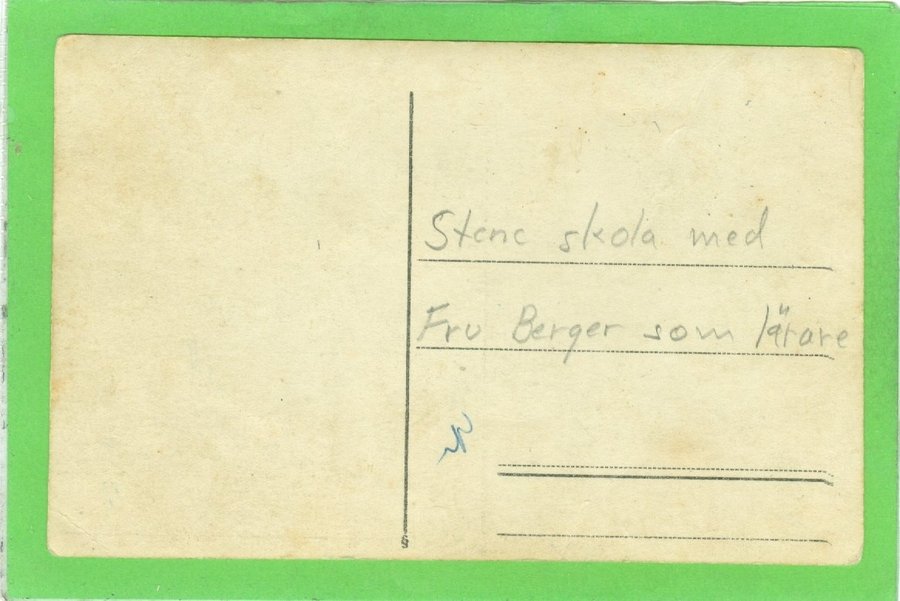 Stene skola med
Fru Berger som lärare